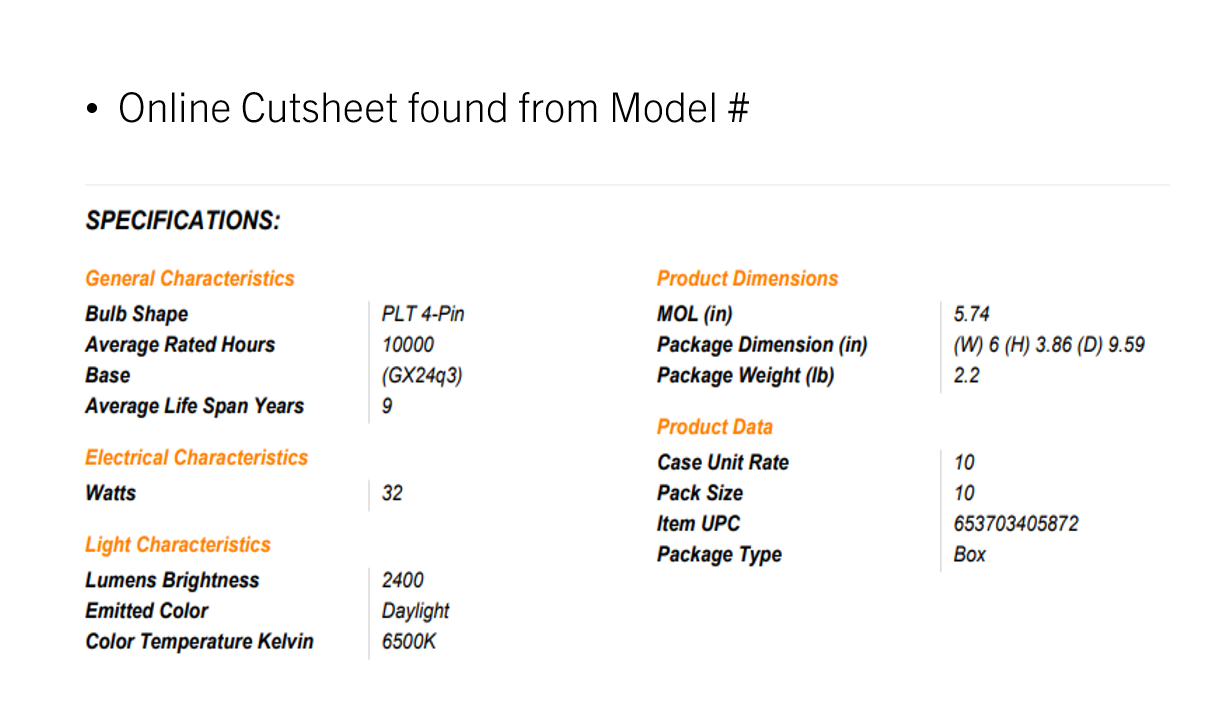 • Online Cutsheet found from Model #
SPECIFICATIONS:
General Characteristics
Bulb Shape PLT 4-Pin
Average Rated Hours 10000
Base (GX24q3)
Average Life Span Years 9
Electrical Characteristics
Watts 32
Light Characteristics
Lumens Brightness 2400
Emitted Color Daylight
Color Temperature Kelvin 6500K
Product Dimensions
MOL (in) 5.74
Package Dimension (in) (W) 6 (H) 3.86 (D) 9.59
Package Weight (lb) 2.2
Product Data
Case Unit Rate 10
Pack Size 10
Item UPC 653703405872
Package Type Box